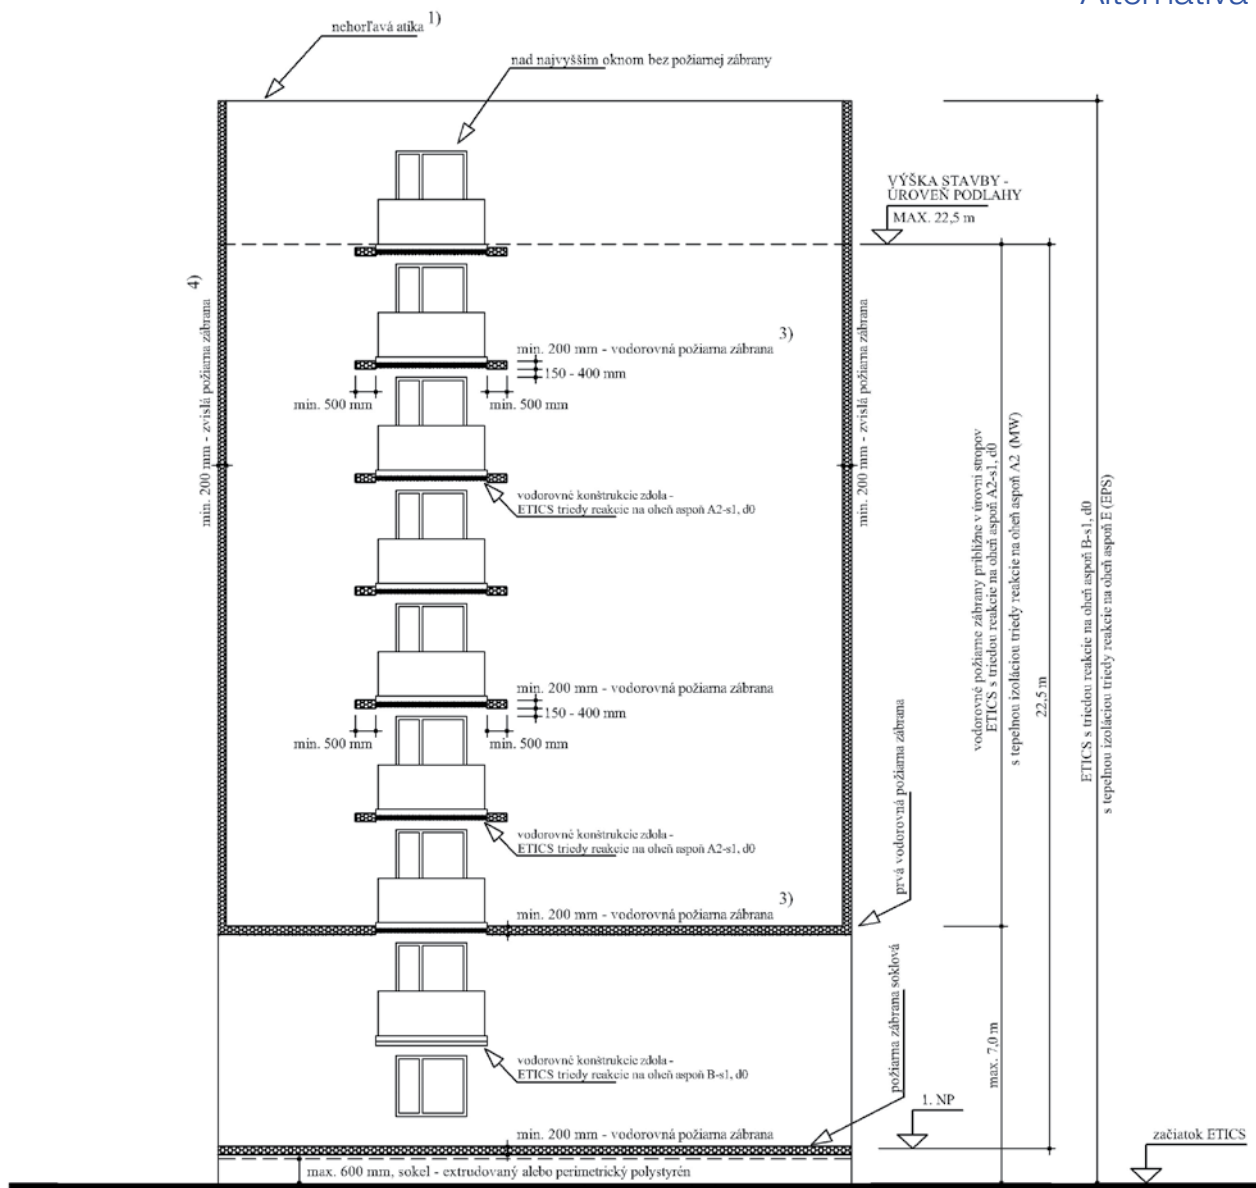 Alternatíva
nehorľavá atika 1)
nad najvyšším oknom bez požiarnej zábrany
VÝŠKA STAVBY -
ÚROVEŇ PODLAHY
MAX. 22,5 m
4)
min. 200 mm - zvislá požiarna zábrana
min. 200 mm - vodorovná požiarna zábrana 3)
150 - 400 mm
min. 500 mm
min. 500 mm
min. 200 mm - zvislá požiarna zábrana
vodorovné konštrukcie zdola -
ETICS triedy reakcie na oheň aspoň A2-s1, d0
min. 200 mm - vodorovná požiarna zábrana
150 - 400 mm
min. 500 mm
min. 500 mm
vodorovné požiarne zábrany približne v úrovni stropov
ETICS s triedou reakcie na oheň aspoň A2-s1, d0
s tepelnou izoláciou triedy reakcie na oheň aspoň A2 (MW)
22,5 m
ETICS s triedou reakcie na oheň aspoň B-s1, d0
s tepelnou izoláciou triedy reakcie na oheň aspoň E (EPS)
vodorovné konštrukcie zdola -
ETICS triedy reakcie na oheň aspoň A2-s1, d0
prvá vodorovná požiarna zábrana
min. 200 mm - vodorovná požiarna zábrana 3)
požiarna zábrana soklová
max. 7,0 m
vodorovné konštrukcie zdola -
ETICS triedy reakcie na oheň aspoň B-s1, d0
1. NP
min. 200 mm - vodorovná požiarna zábrana
začiatok ETICS
max. 600 mm, sokel - extrudovaný alebo perimetrický polystyrén